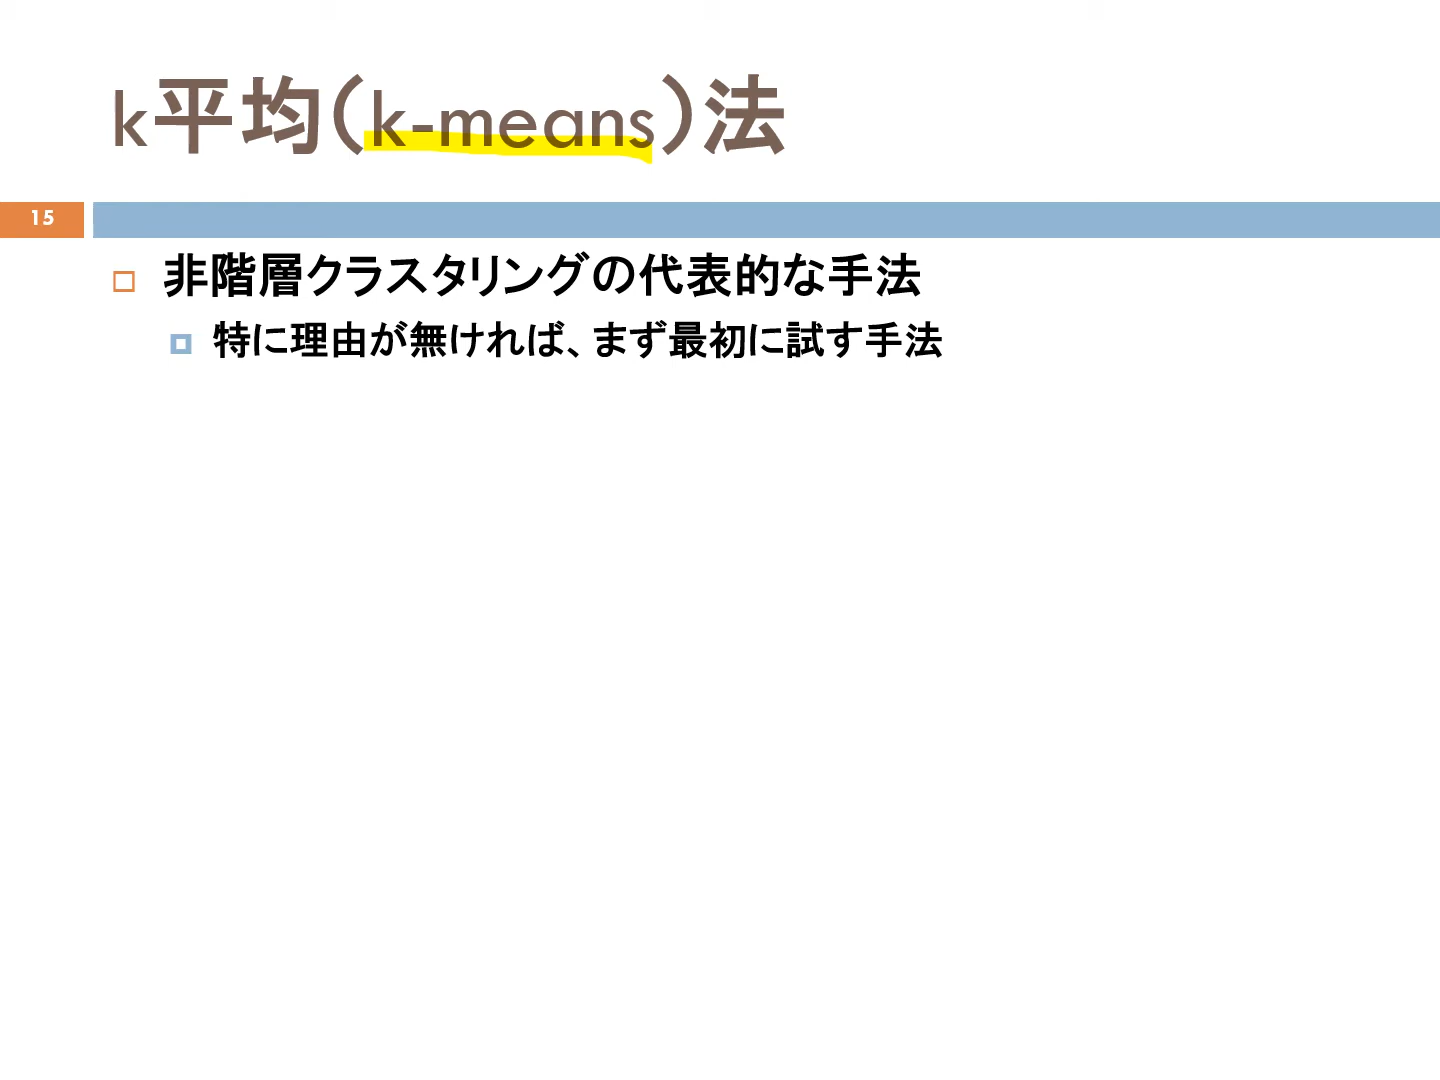 k平均(k-means)法
15
非階層クラスタリングの代表的な手法
特に理由が無ければ、まず最初に試す手法